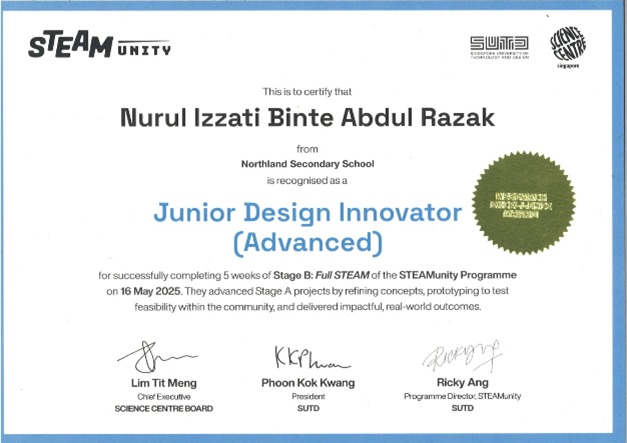 STEAM UNITY
SUTD
SINGAPORE UNIVERSITY OF
TECHNOLOGY AND DESIGN
SCIENCE
CENTRE
singapore
This is to certify that
Nurul Izzati Binte Abdul Razak
from
Northland Secondary School
is recognised as a
Junior Design Innovator
(Advanced)
for successfully completing 5 weeks of Stage B: Full STEAM of the STEAMunity Programme
on 16 May 2025. They advanced Stage A projects by refining concepts, prototyping to test
feasibility within the community, and delivered impactful, real-world outcomes.
KKPhoon
Ricky Ang
Lim Tit Meng
Phoon Kok Kwang
Ricky Ang
Chief Executive
President
Programme Director, STEAMunity
SCIENCE CENTRE BOARD
SUTD
SUTD